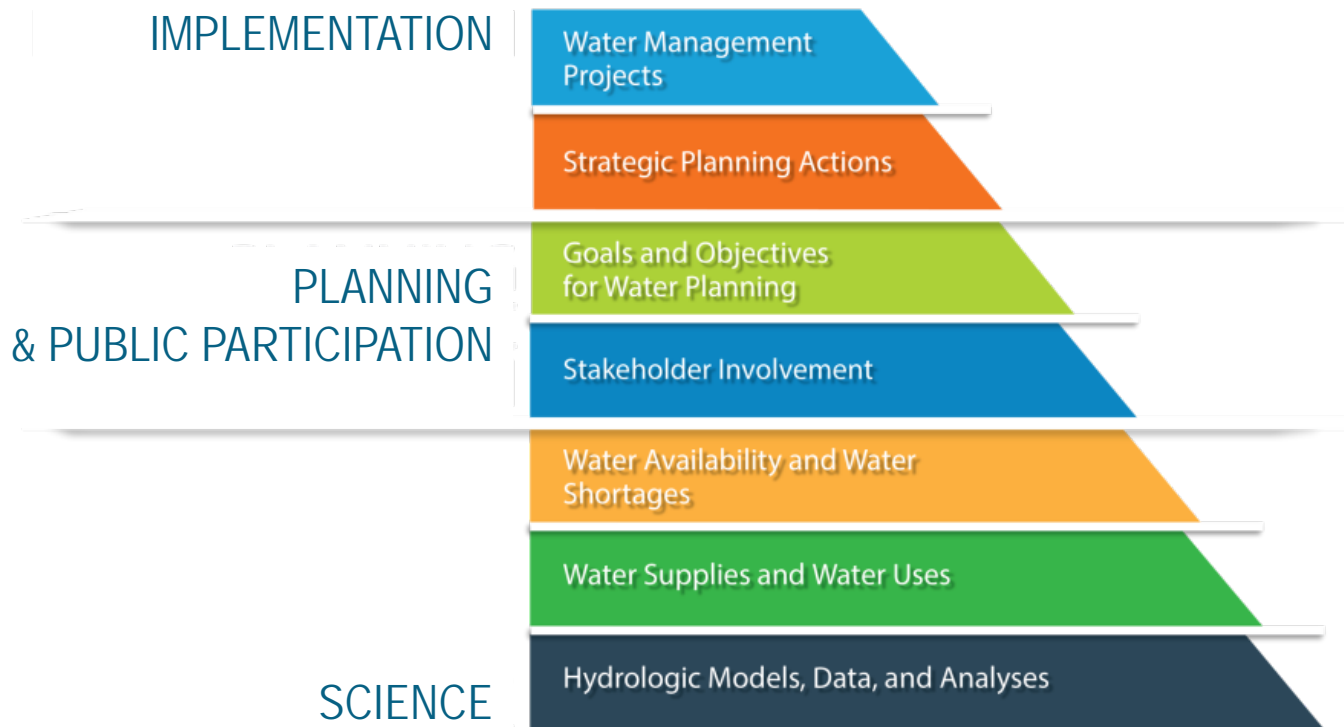 IMPLEMENTATION
Water Management
Projects
Strategic Planning Actions
PLANNING
& PUBLIC PARTICIPATION
Goals and Objectives
for Water Planning
Stakeholder Involvement
Water Availability and Water
Shortages
Water Supplies and Water Uses
SCIENCE
Hydrologic Models, Data, and Analyses